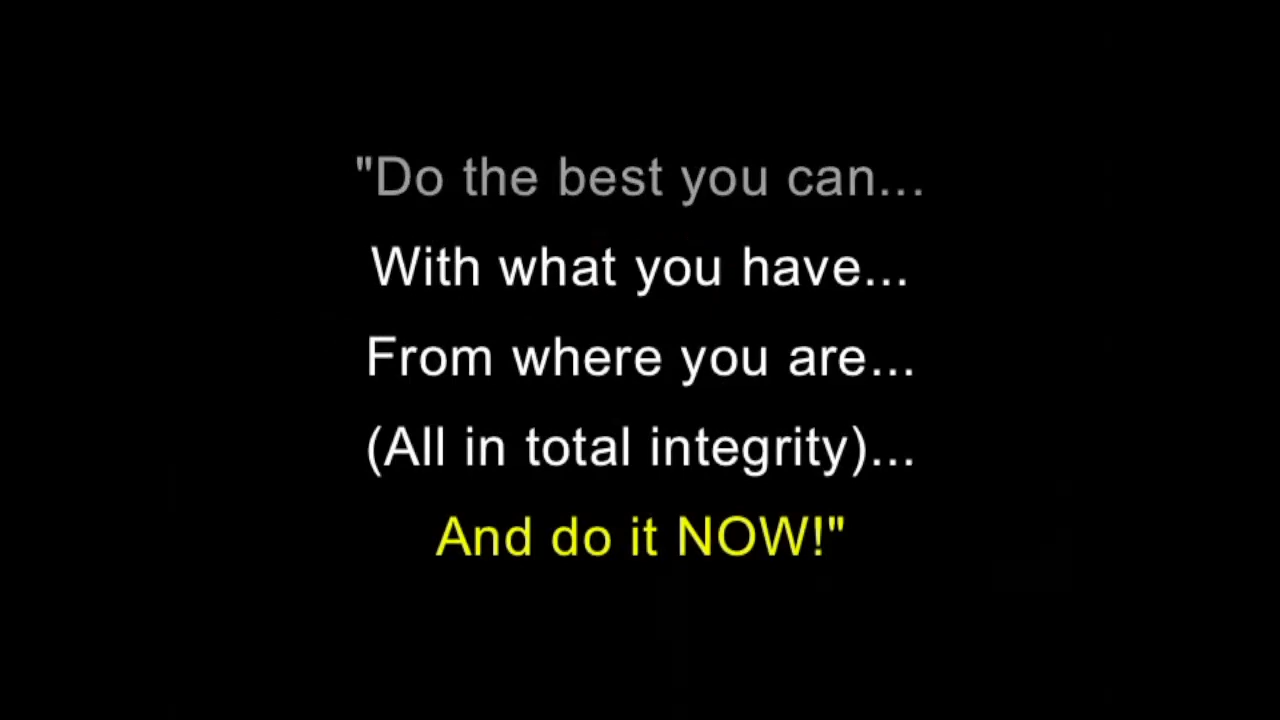 "Do the best you can...
With what you have...
From where you are...
(All in total integrity)...
And do it NOW!"